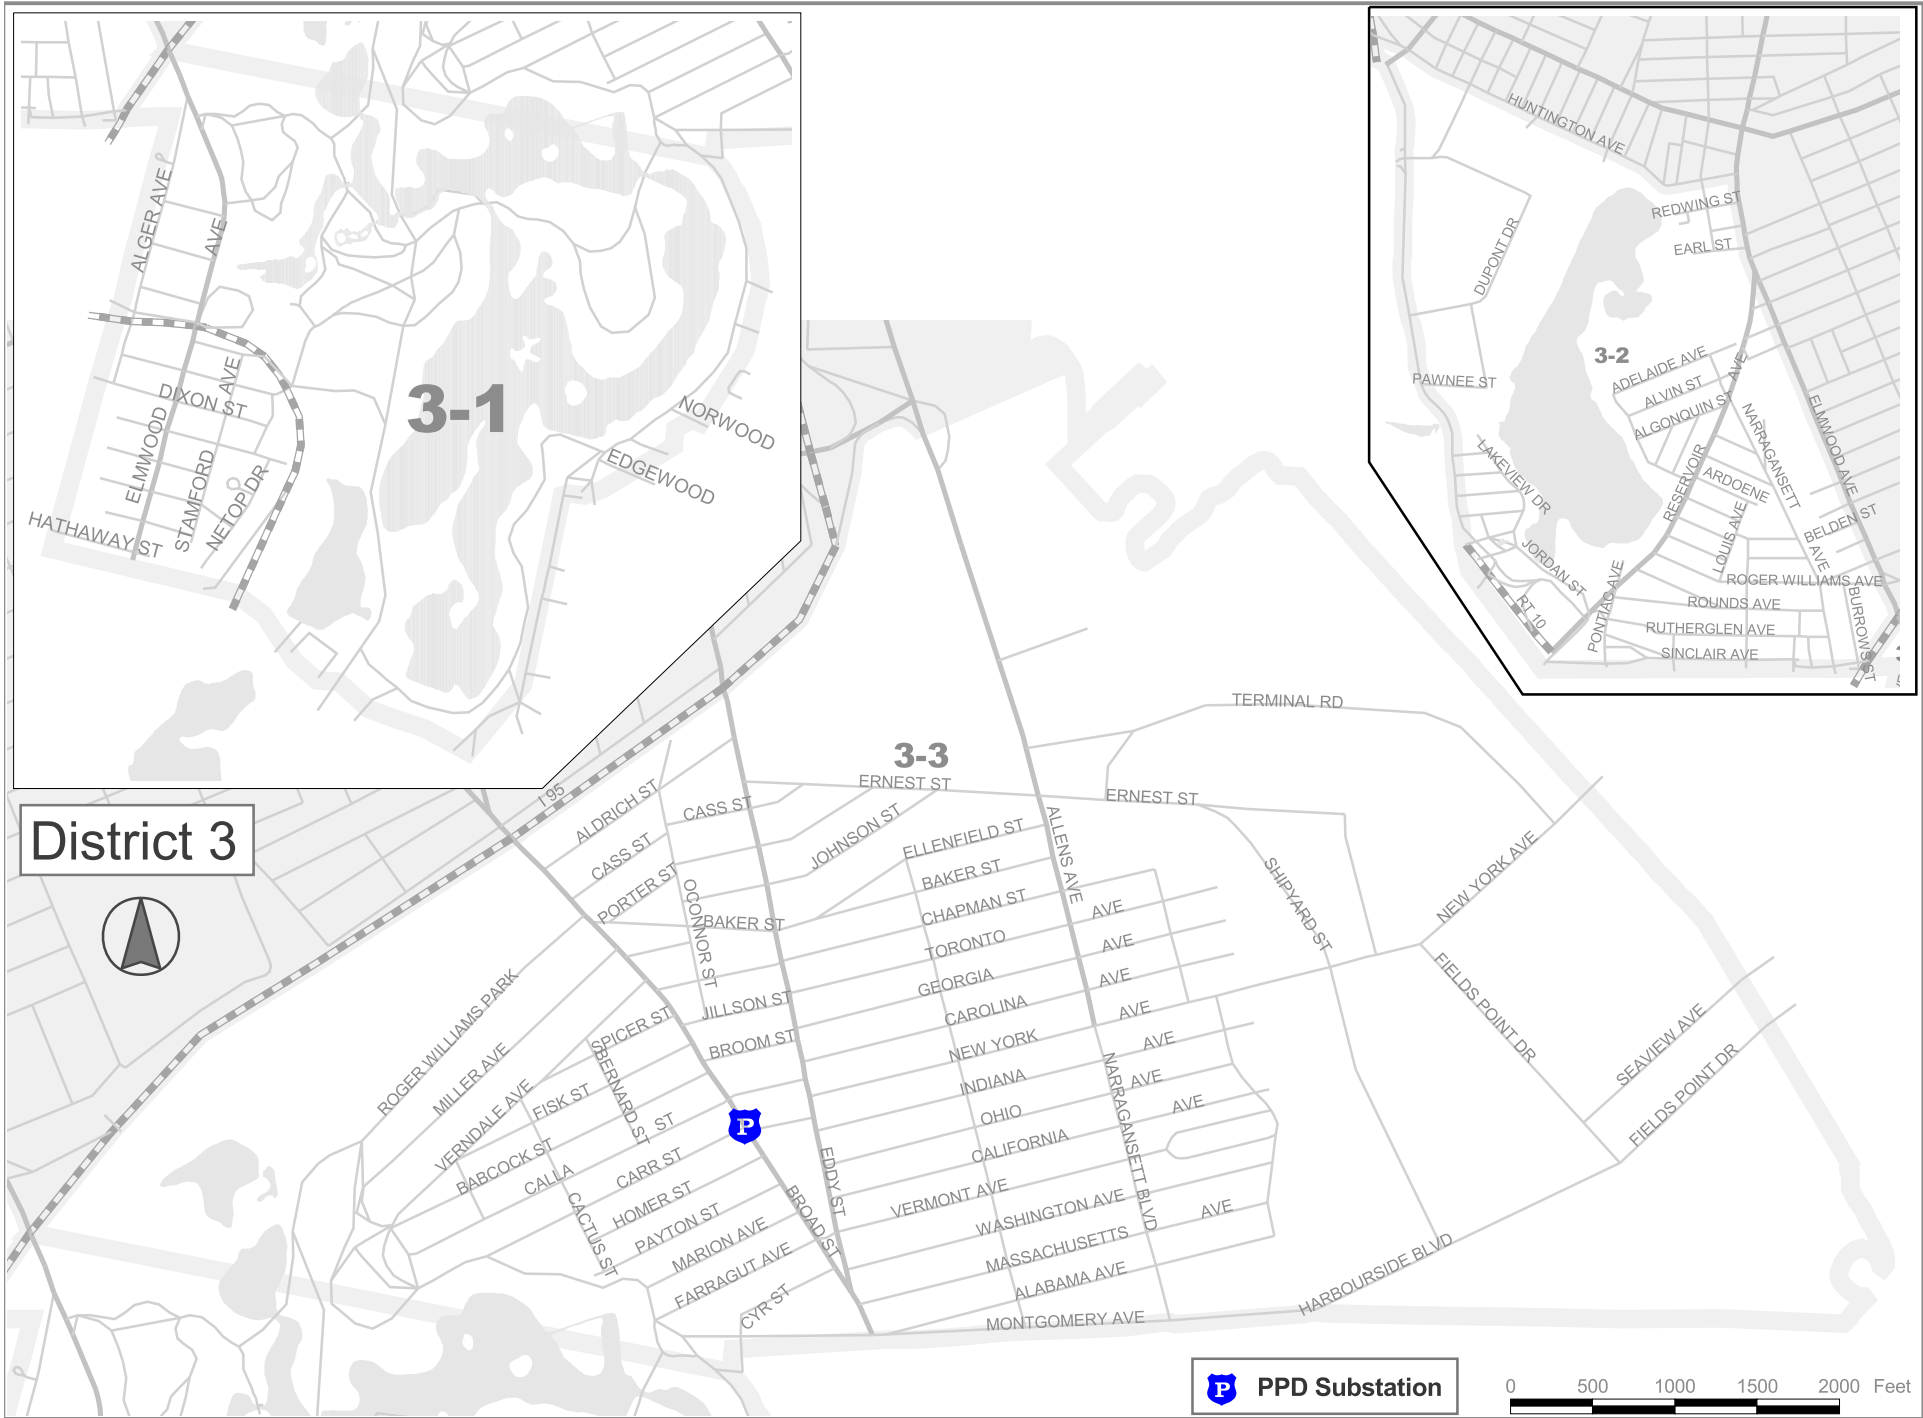 ALGER AVE
AVE
DIXON ST
AVE
ELMWOOD
STAMFORD
NETOP DR
HATHAWAY ST
3-1
NORWOOD
EDGEWOOD
HUNTINGTON AVE
REDWING ST
EARL ST
DUPONT DR
3-2
PAWNEE ST
ADELAIDE AVE
ALVIN ST
ALGONQUIN ST
AVE
NARRAGANSETT
ELMWOOD AVE
LAKEVIEW DR
RESERVOIR
ARDOENE
LOUIS AVE
BELDEN ST
AVE
JORDAN ST
PONTIAC AVE
ROGER WILLIAMS AVE
RT 10
ROUNDS AVE
BURROWS ST
RUTHERGLEN AVE
SINCLAIR AVE
District 3
I 95
TERMINAL RD
3-3
ERNEST ST
ERNEST ST
ALDRICH ST
CASS ST
JOHNSON ST
ALLENS AVE
ELLENFIELD ST
CASS ST
PORTER ST
OCONNOR ST
BAKER ST
BAKER ST
CHAPMAN ST
AVE
SHIPYARD ST
NEW YORK AVE
TORONTO
AVE
GEORGIA
AVE
FIELDS POINT DR
ROGER WILLIAMS PARK
JILLSON ST
CAROLINA
AVE
SPICER ST
BROOM ST
NEW YORK
AVE
MILLER AVE
S BERNARD ST
INDIANA
AVE
SEAVIEW AVE
VERNDALE AVE
FISK ST
OHIO
AVE
FIELDS POINT DR
ST
CALIFORNIA
NARRAGANSETT BLVD
BABCOCK ST
CALLA
CARR ST
P
EDDY ST
VERMONT AVE
CACTUS ST
HOMER ST
BROAD ST
WASHINGTON AVE
AVE
PAYTON ST
MARION AVE
MASSACHUSETTS
FARRAGUT AVE
ALABAMA AVE
HARBOURSIDE BLVD
CYR ST
MONTGOMERY AVE
P PPD Substation
0 500 1000 1500 2000 Feet